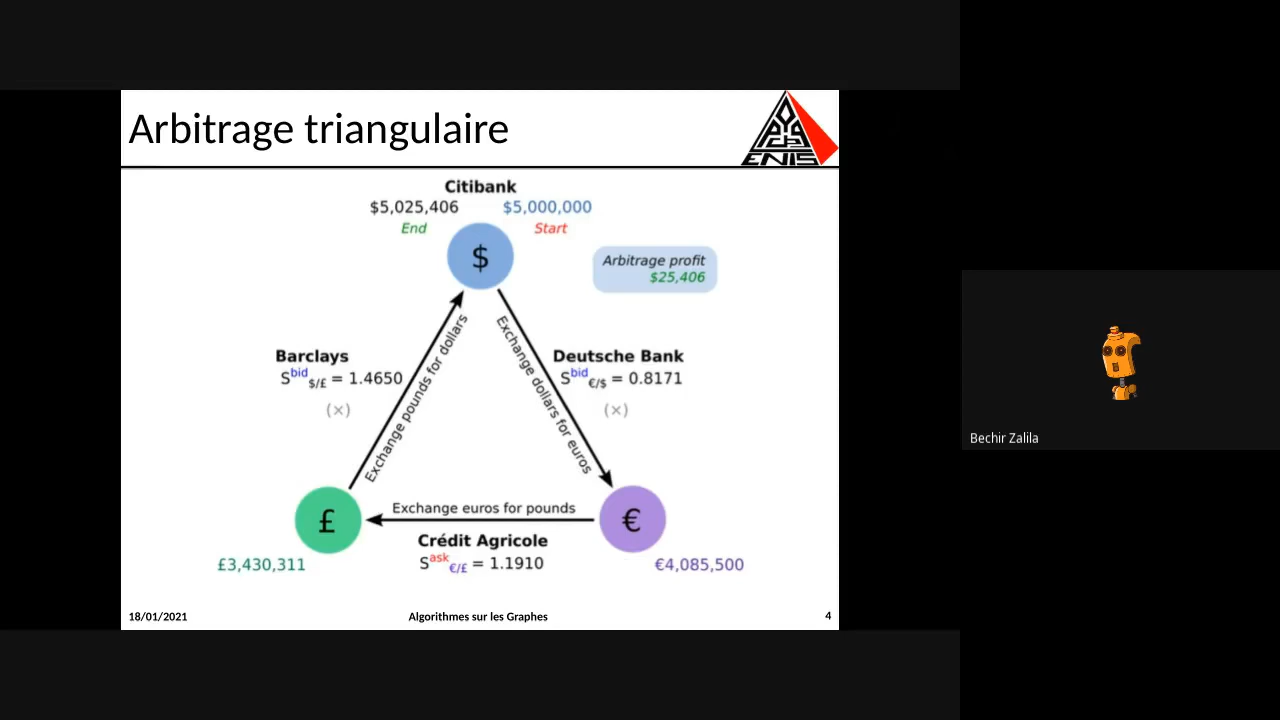 Arbitrage triangulaire
ENIS
Citibank
$5,025,406 $5,000,000
End Start
$
Arbitrage profit
$25,406
Exchange pounds for dollars
Exchange dollars for euros
Barclays
S^bid_$/£ = 1.4650
(×)
Deutsche Bank
S^bid_€/$ = 0.8171
(×)
£
Exchange euros for pounds
€
Crédit Agricole
S^ask_€/£ = 1.1910
£3,430,311
€4,085,500
18/01/2021 Algorithmes sur les Graphes 4
Bechir Zalila